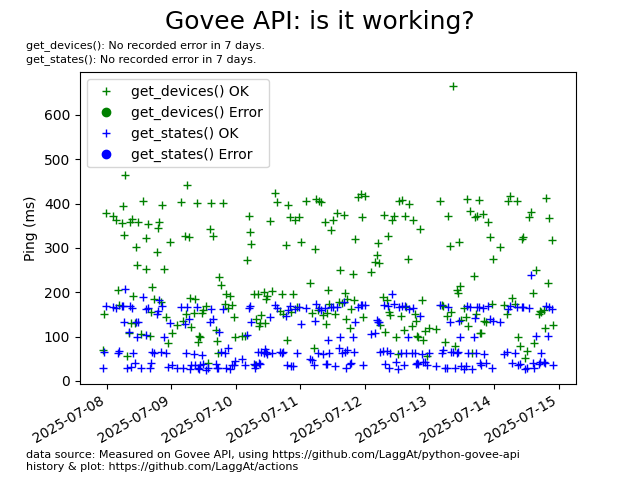 Govee API: is it working?
get_devices(): No recorded error in 7 days.
get_states(): No recorded error in 7 days.
get_devices() OK
get_devices() Error
get_states() OK
get_states() Error
Ping (ms)
600
500
400
300
200
100
0
2025-07-08
2025-07-09
2025-07-10
2025-07-11
2025-07-12
2025-07-13
2025-07-14
2025-07-15
data source: Measured on Govee API, using https://github.com/LaggAt/python-govee-api
history & plot: https://github.com/LaggAt/actions